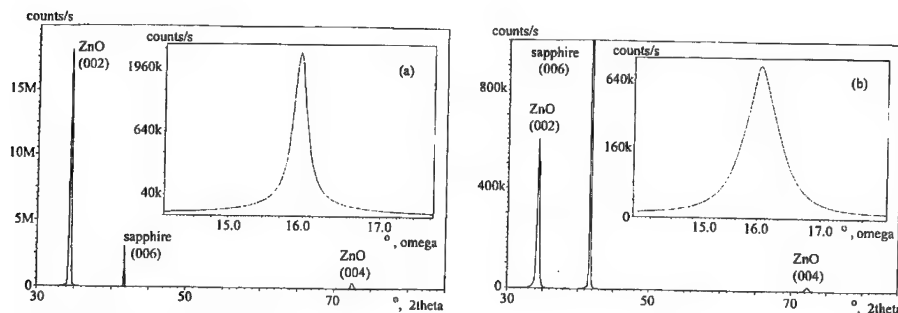 counts/s
ZnO
(002)
15M
10M
5M
0
30
50
70
°, 2theta
sapphire
(006)
ZnO
(004)
counts/s
(a)
1960k
640k
40k
15.0
16.0
17.0
°, omega
counts/s
sapphire
(006)
ZnO
(002)
800k
400k
0
30
50
70
°, 2theta
ZnO
(004)
counts/s
(b)
640k
160k
0
15.0
16.0
17.0
°, omega